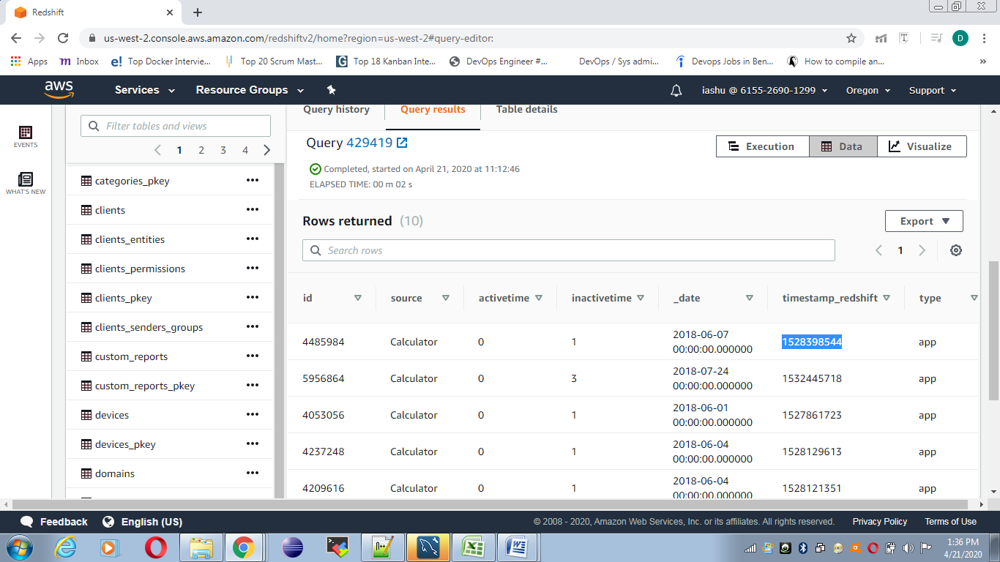 Redshift
us-west-2.console.aws.amazon.com/redshiftv2/home?region=us-west-2#query-editor:
D
Apps Inbox Top Docker Intervie... Top 20 Scrum Mast... Top 18 Kanban Inte... DevOps Engineer #... DevOps / Sys admi... Devops Jobs in Ben... How to compile an... »
aws Services Resource Groups iashu @ 6155-2690-1299 Oregon Support
EVENTS
WHAT'S NEW
Filter tables and views
1 2 3 4
categories_pkey
clients
clients_entities
clients_permissions
clients_pkey
clients_senders_groups
custom_reports
custom_reports_pkey
devices
devices_pkey
domains
Query history Query results Table details
Query 429419
Execution Data Visualize
Completed, started on April 21, 2020 at 11:12:46
ELAPSED TIME: 00 m 02 s
Rows returned (10)
Export
Search rows
1
id source activetime inactivetime _date timestamp_redshift type
4485984 Calculator 0 1 2018-06-07 00:00:00.000000 1528398544 app
5956864 Calculator 0 3 2018-07-24 00:00:00.000000 1532445718 app
4053056 Calculator 0 1 2018-06-01 00:00:00.000000 1527861723 app
4237248 Calculator 0 1 2018-06-04 00:00:00.000000 1528129613 app
4209616 Calculator 0 1 2018-06-04 00:00:00.000000 1528121351 app
Feedback English (US) © 2008 - 2020, Amazon Web Services, Inc. or its affiliates. All rights reserved. Privacy Policy Terms of Use
1:36 PM
4/21/2020